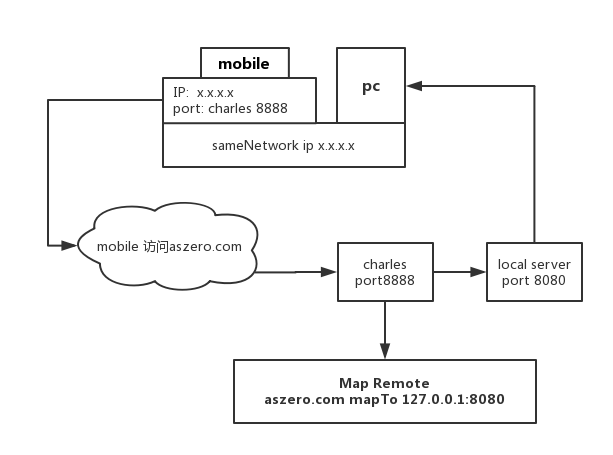 mobile
IP: x.x.x.x
port: charles 8888
pc
sameNetwork ip x.x.x.x
mobile 访问aszero.com
charles
port8888
local server
port 8080
Map Remote
aszero.com mapTo 127.0.0.1:8080